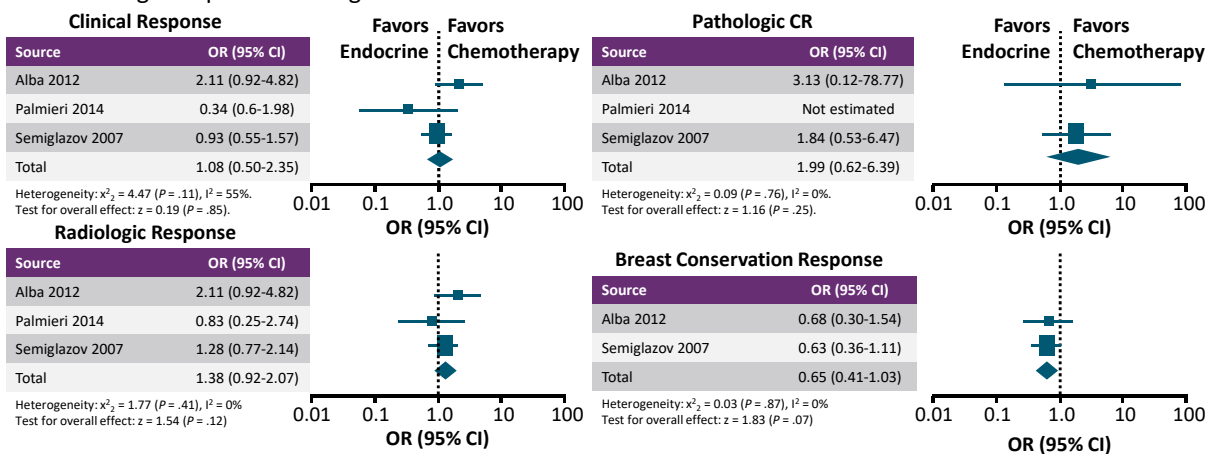 Clinical Response
Favors Favors
Endocrine Chemotherapy
Source OR (95% CI)
Alba 2012 2.11 (0.92-4.82)
Palmieri 2014 0.34 (0.6-1.98)
Semiglazov 2007 0.93 (0.55-1.57)
Total 1.08 (0.50-2.35)
Heterogeneity: x²₂ = 4.47 (P = .11), I² = 55%.
Test for overall effect: z = 0.19 (P = .85).
0.01 0.1 1.0 10 100
OR (95% CI)
Pathologic CR
Favors Favors
Endocrine Chemotherapy
Source OR (95% CI)
Alba 2012 3.13 (0.12-78.77)
Palmieri 2014 Not estimated
Semiglazov 2007 1.84 (0.53-6.47)
Total 1.99 (0.62-6.39)
Heterogeneity: x²₂ = 0.09 (P = .76), I² = 0%.
Test for overall effect: z = 1.16 (P = .25).
0.01 0.1 1.0 10 100
OR (95% CI)
Radiologic Response
Source OR (95% CI)
Alba 2012 2.11 (0.92-4.82)
Palmieri 2014 0.83 (0.25-2.74)
Semiglazov 2007 1.28 (0.77-2.14)
Total 1.38 (0.92-2.07)
Heterogeneity: x²₂ = 1.77 (P = .41), I² = 0%
Test for overall effect: z = 1.54 (P = .12)
0.01 0.1 1.0 10 100
OR (95% CI)
Breast Conservation Response
Source OR (95% CI)
Alba 2012 0.68 (0.30-1.54)
Semiglazov 2007 0.63 (0.36-1.11)
Total 0.65 (0.41-1.03)
Heterogeneity: x²₂ = 0.03 (P = .87), I² = 0%
Test for overall effect: z = 1.83 (P = .07)
0.01 0.1 1.0 10 100
OR (95% CI)